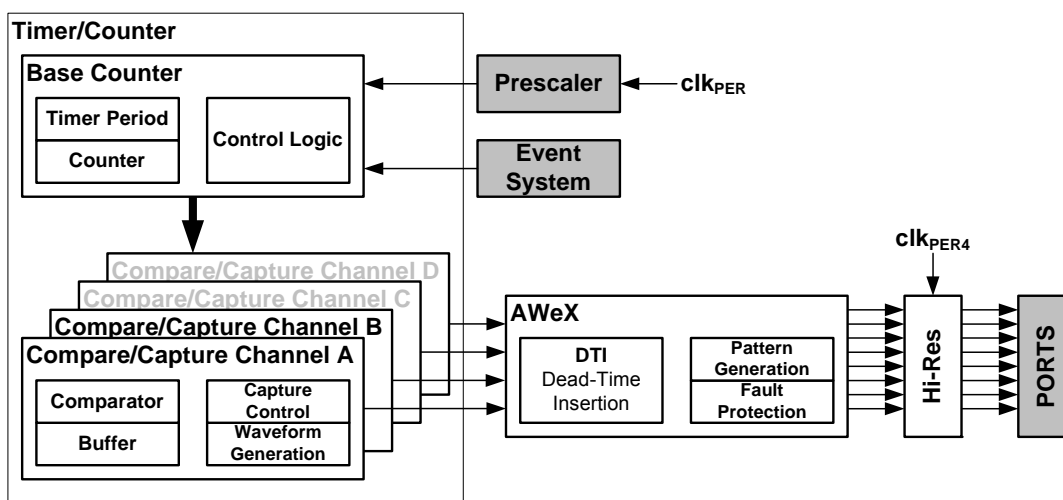 Timer/Counter
Base Counter
Timer Period
Counter
Control Logic
Prescaler
clkPER
Event
System
Compare/Capture Channel D
Compare/Capture Channel C
Compare/Capture Channel B
Compare/Capture Channel A
Comparator
Buffer
Capture
Control
Waveform
Generation
AWeX
DTI
Dead-Time
Insertion
Pattern
Generation
Fault
Protection
clkPER4
Hi-Res
PORTS